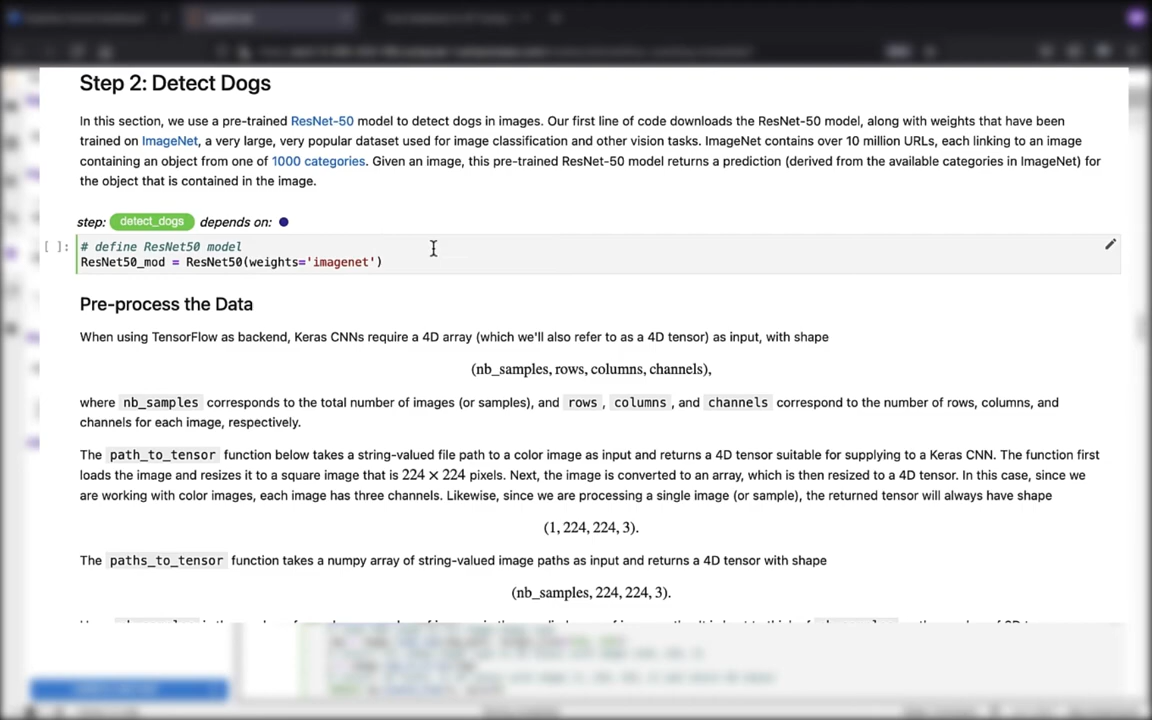 Step 2: Detect Dogs
In this section, we use a pre-trained ResNet-50 model to detect dogs in images. Our first line of code downloads the ResNet-50 model, along with weights that have been
trained on ImageNet, a very large, very popular dataset used for image classification and other vision tasks. ImageNet contains over 10 million URLs, each linking to an image
containing an object from one of 1000 categories. Given an image, this pre-trained ResNet-50 model returns a prediction (derived from the available categories in ImageNet) for
the object that is contained in the image.
step: detect_dogs depends on:
[ ]: # define ResNet50 model
ResNet50_mod = ResNet50(weights='imagenet')
Pre-process the Data
When using TensorFlow as backend, Keras CNNs require a 4D array (which we'll also refer to as a 4D tensor) as input, with shape
(nb_samples, rows, columns, channels),
where nb_samples corresponds to the total number of images (or samples), and rows , columns , and channels correspond to the number of rows, columns, and
channels for each image, respectively.
The path_to_tensor function below takes a string-valued file path to a color image as input and returns a 4D tensor suitable for supplying to a Keras CNN. The function first
loads the image and resizes it to a square image that is 224 × 224 pixels. Next, the image is converted to an array, which is then resized to a 4D tensor. In this case, since we
are working with color images, each image has three channels. Likewise, since we are processing a single image (or sample), the returned tensor will always have shape
(1, 224, 224, 3).
The paths_to_tensor function takes a numpy array of string-valued image paths as input and returns a 4D tensor with shape
(nb_samples, 224, 224, 3).